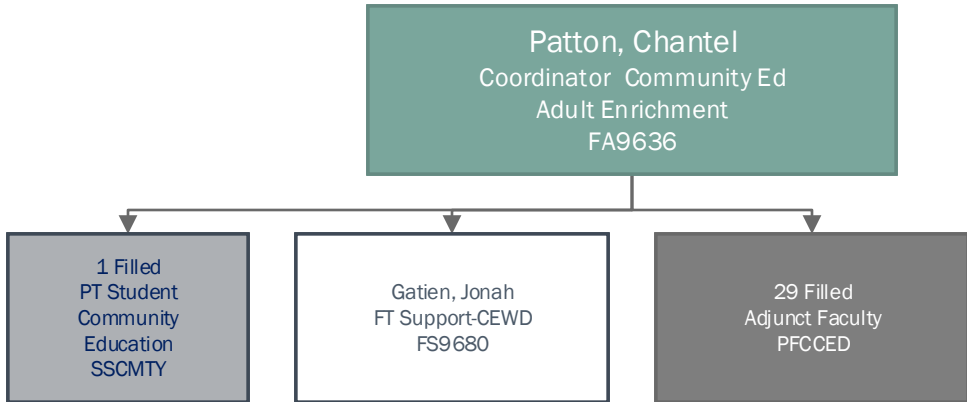 Patton, Chantel
Coordinator Community Ed
Adult Enrichment
FA9636
1 Filled
PT Student
Community
Education
SSCMTY
Gatien, Jonah
FT Support-CEWD
FS9680
29 Filled
Adjunct Faculty
PFCCED